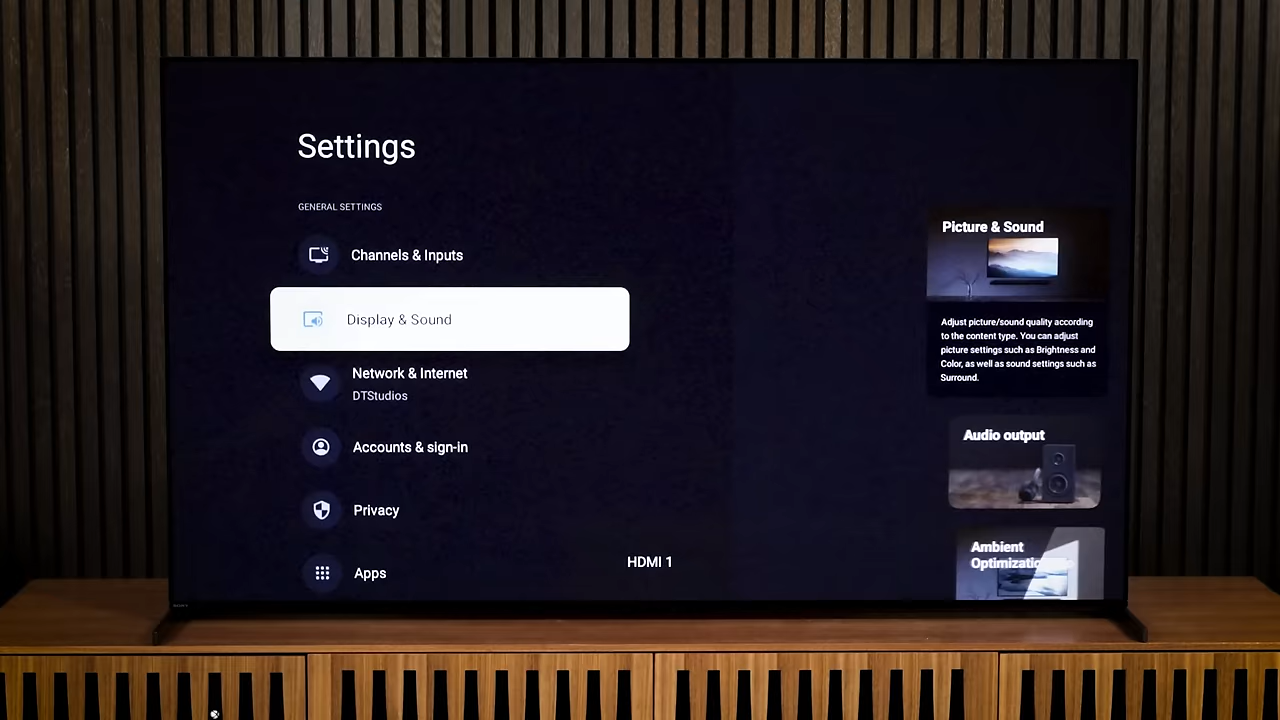 Settings
GENERAL SETTINGS
Channels & Inputs
Display & Sound
Network & Internet
DTStudios
Accounts & sign-in
Privacy
Apps
HDMI 1
Picture & Sound
Adjust picture/sound quality according
to the content type. You can adjust
picture settings such as Brightness and
Color, as well as sound settings such as
Surround.
Audio output
Ambient
Optimizatio
SONY